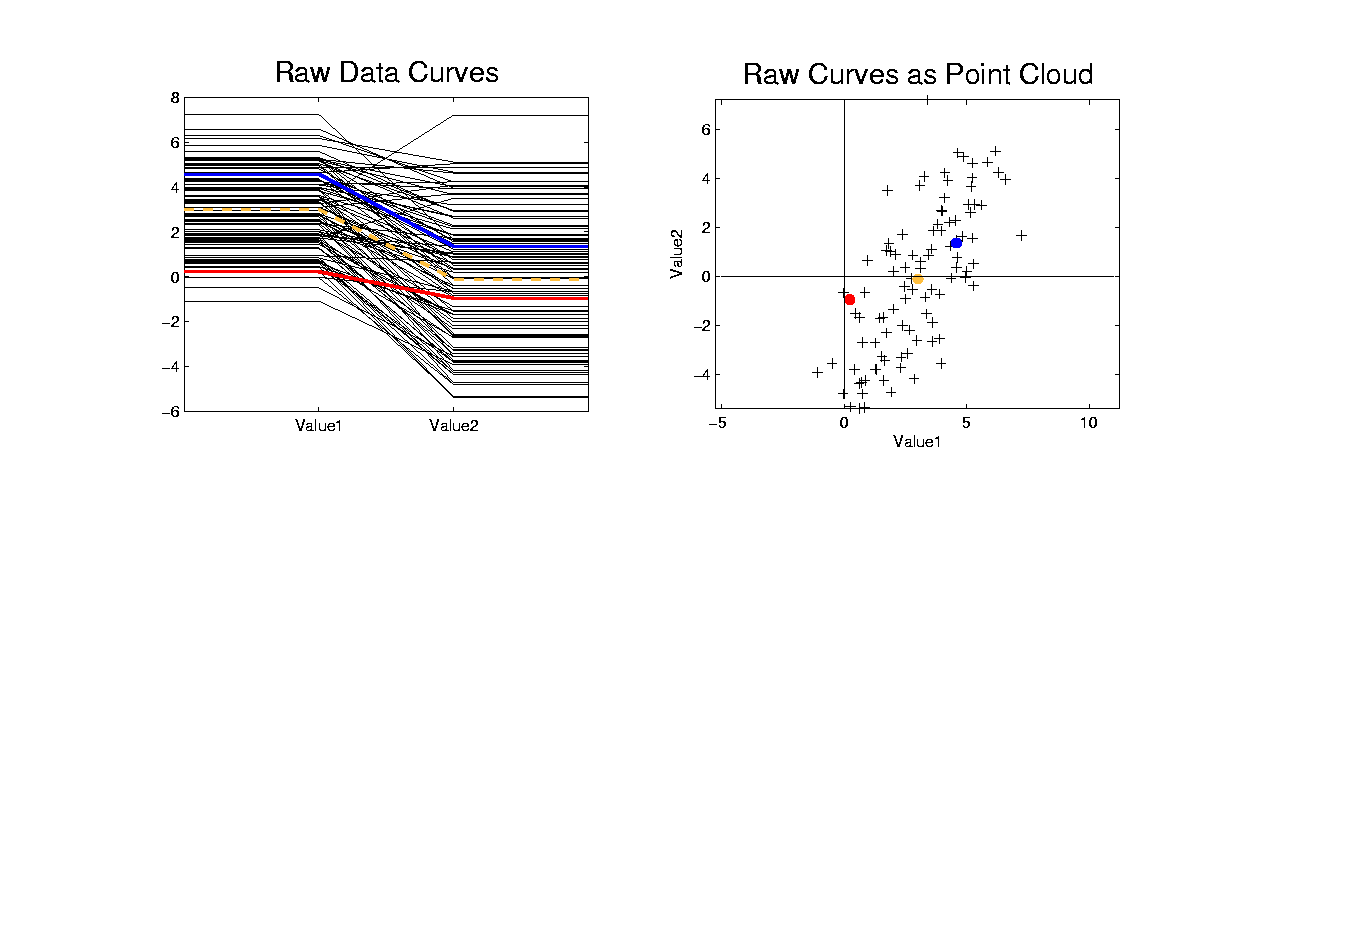 Raw Data Curves
8
6
4
2
0
−2
−4
−6
Value1 Value2
Raw Curves as Point Cloud
6
4
2
0
−2
−4
Value2
−5 0 5 10
Value1